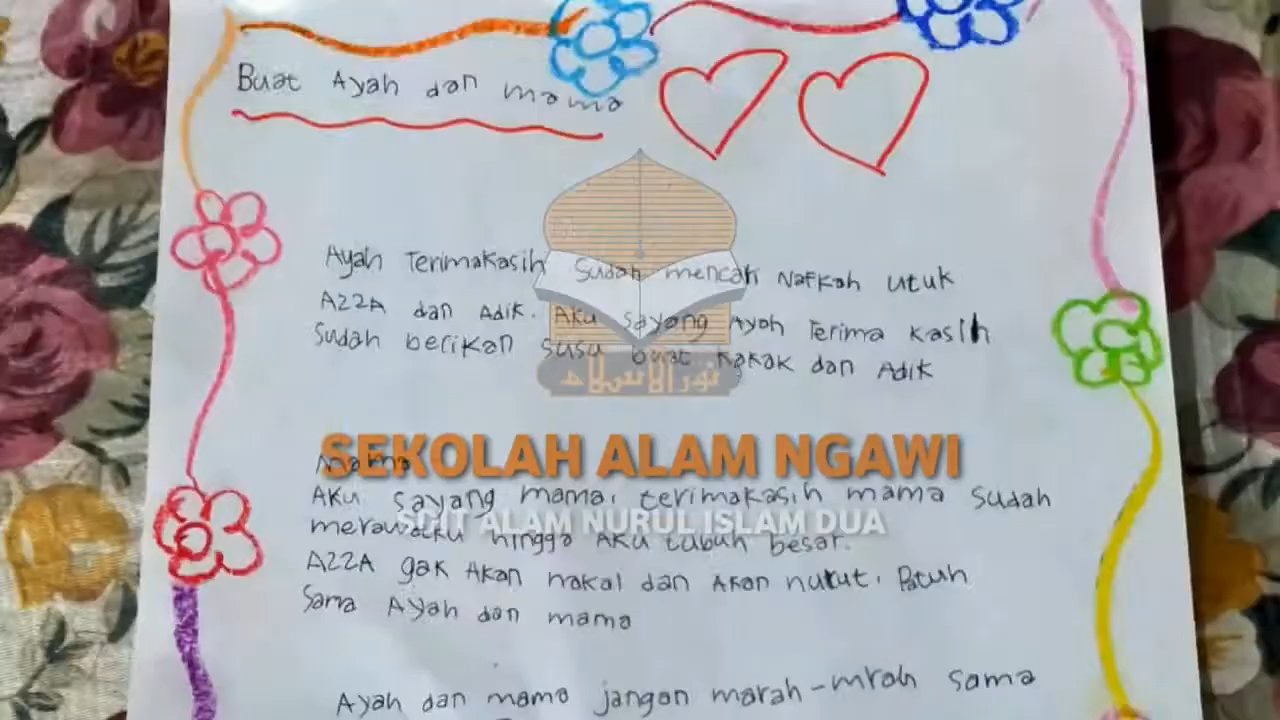 Buat Ayah dan mama
Ayah Terimakasih Sudah mencari Nafkah utuk
AZZA dan Adik. Aku sayang Ayah Terima kasih
Sudah berikan susu buat kakak dan Adik
نور الإسلام
SEKOLAH ALAM NGAWI
Mama
Aku sayang mama, terimakasih mama Sudah
SDIT ALAM NURUL ISLAM DUA
merawatku hingga Aku tubuh besar.
AZZA gak Akan nakal dan Akan nurut, Patuh
Sama Ayah dan mama
Ayah dan mama jangan marah-mrah sama